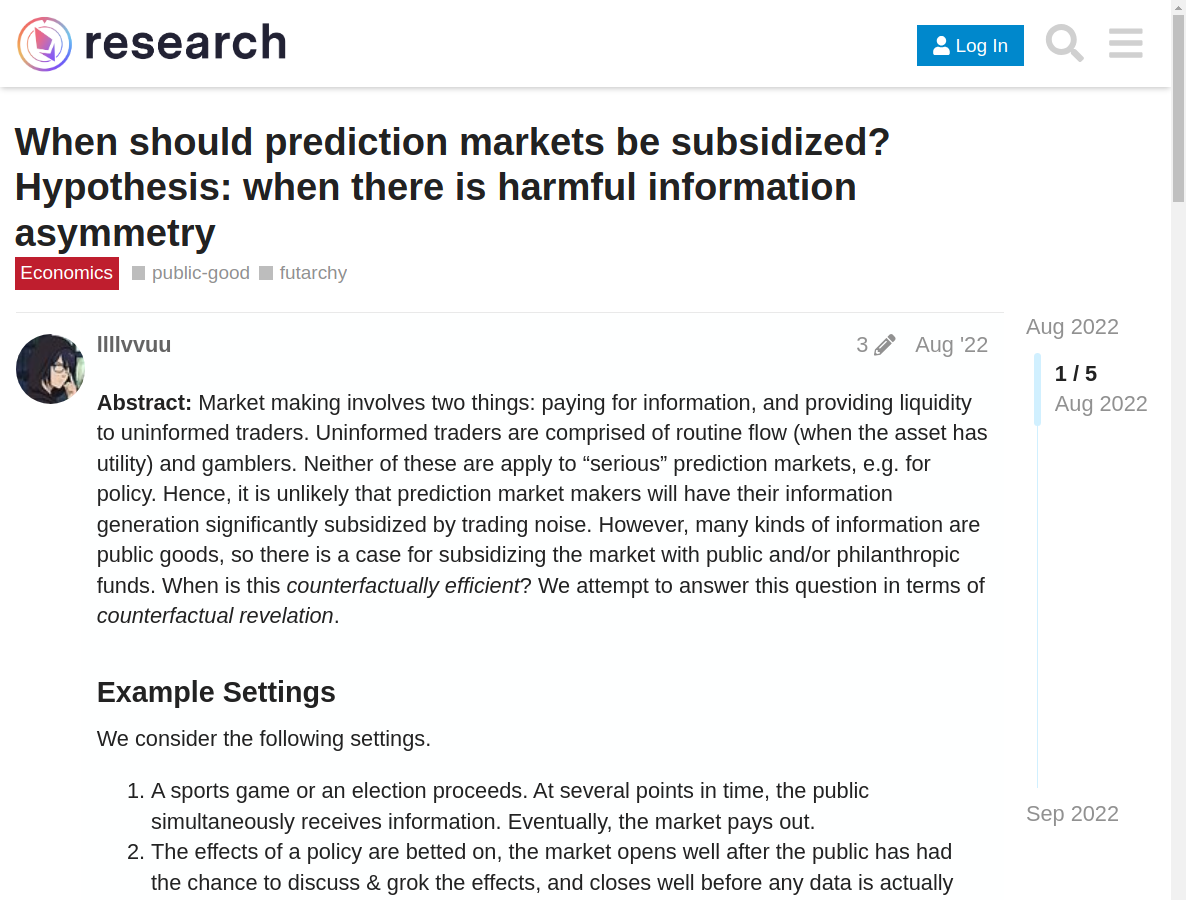 research
Log In
When should prediction markets be subsidized?
Hypothesis: when there is harmful information
asymmetry
Economics public-good futarchy
llllvvuu
3 Aug '22
Abstract: Market making involves two things: paying for information, and providing liquidity
to uninformed traders. Uninformed traders are comprised of routine flow (when the asset has
utility) and gamblers. Neither of these are apply to “serious” prediction markets, e.g. for
policy. Hence, it is unlikely that prediction market makers will have their information
generation significantly subsidized by trading noise. However, many kinds of information are
public goods, so there is a case for subsidizing the market with public and/or philanthropic
funds. When is this counterfactually efficient? We attempt to answer this question in terms of
counterfactual revelation.
Example Settings
We consider the following settings.
1. A sports game or an election proceeds. At several points in time, the public
simultaneously receives information. Eventually, the market pays out.
2. The effects of a policy are betted on, the market opens well after the public has had
the chance to discuss & grok the effects, and closes well before any data is actually
Aug 2022
1 / 5
Aug 2022
Sep 2022